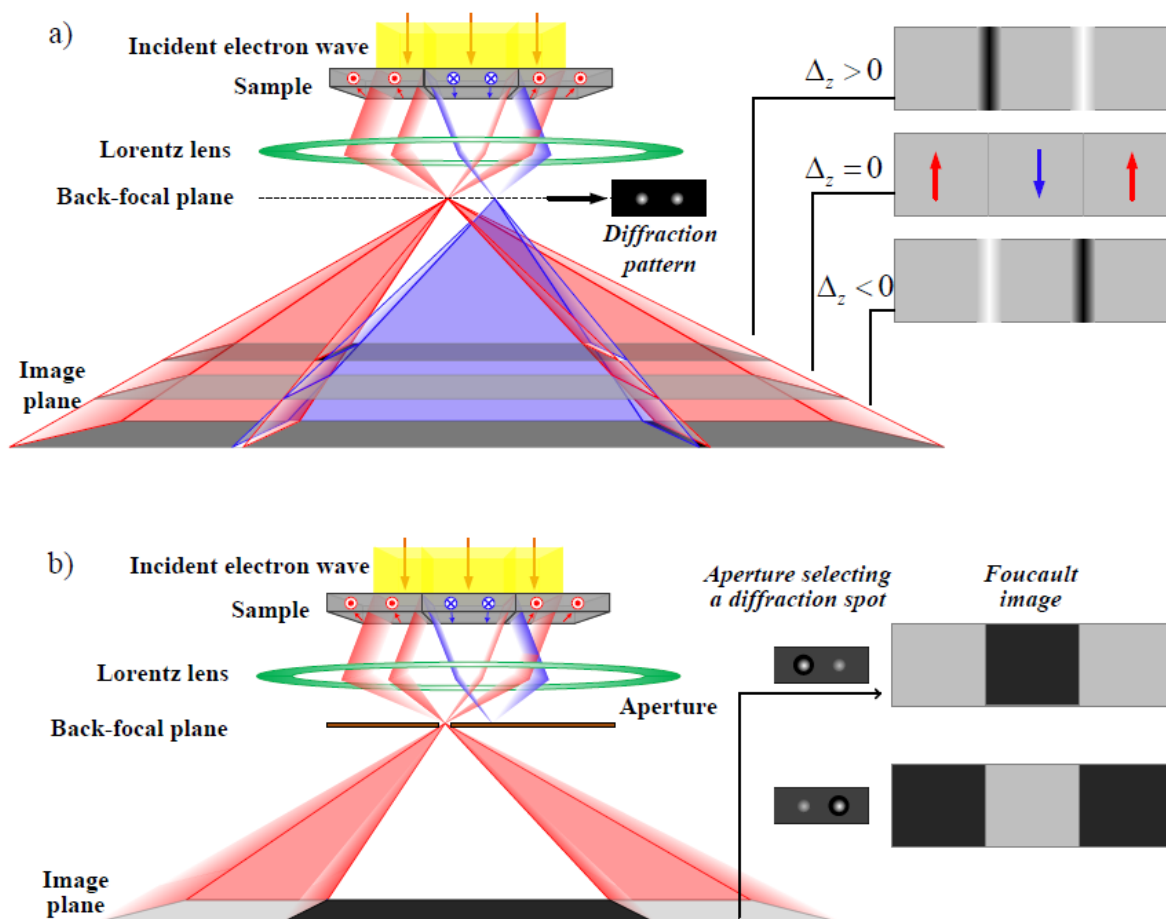 a)
Incident electron wave
Sample
Lorentz lens
Back-focal plane
Diffraction
pattern
Image
plane
Δz > 0
Δz = 0
Δz < 0
b)
Incident electron wave
Sample
Lorentz lens
Back-focal plane
Aperture
Image
plane
Aperture selecting
a diffraction spot
Foucault
image